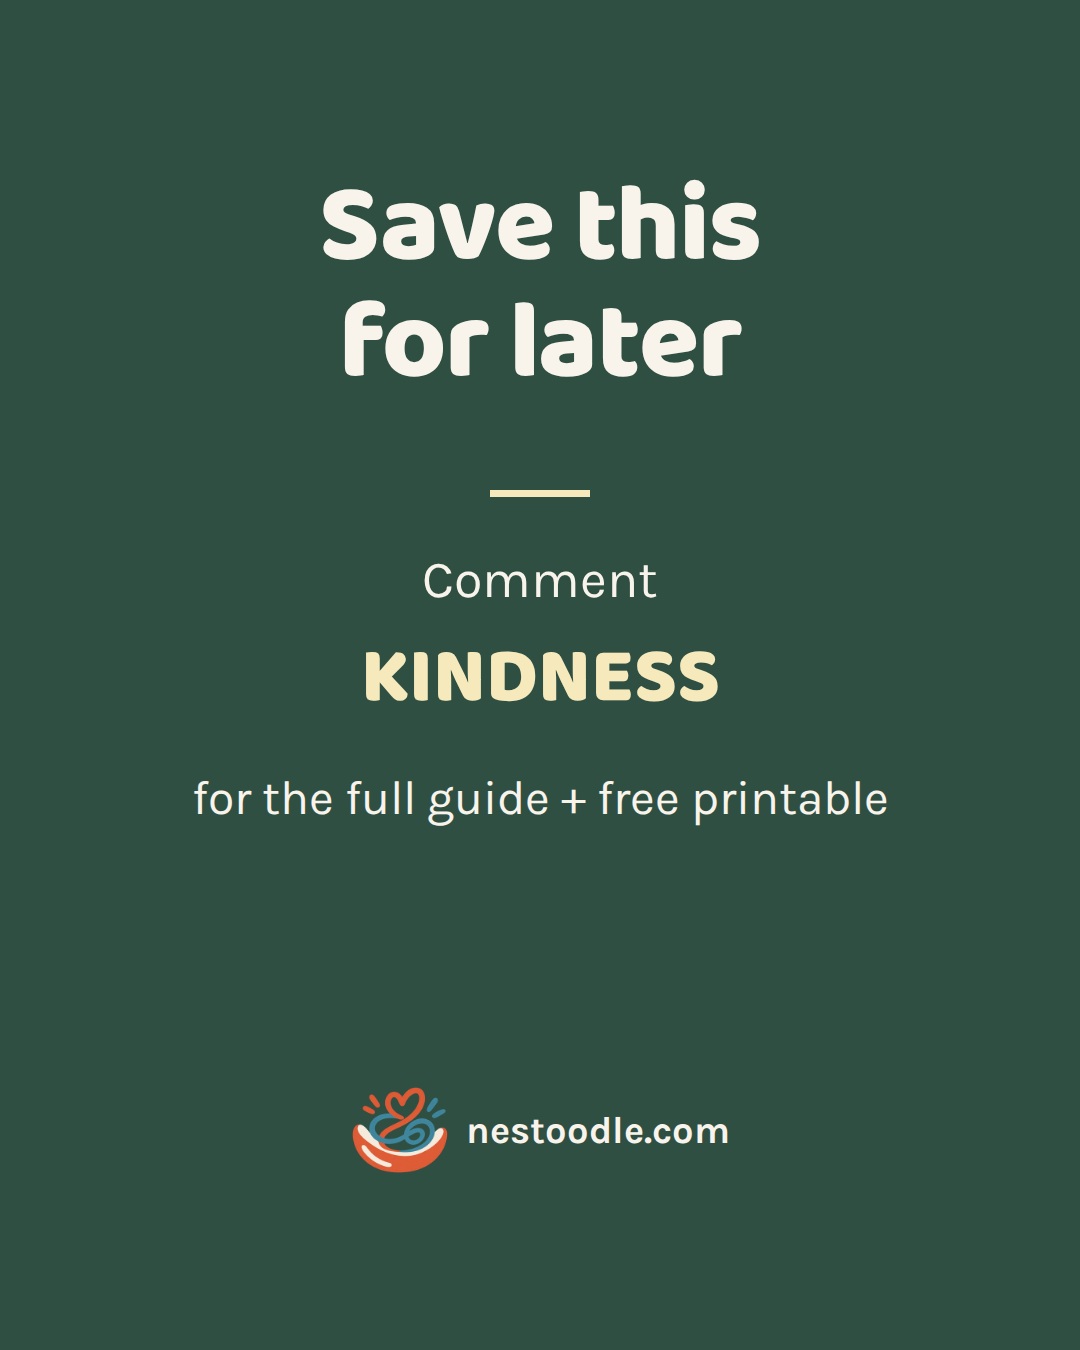 Save this
for later
Comment
KINDNESS
for the full guide + free printable
nestoodle.com